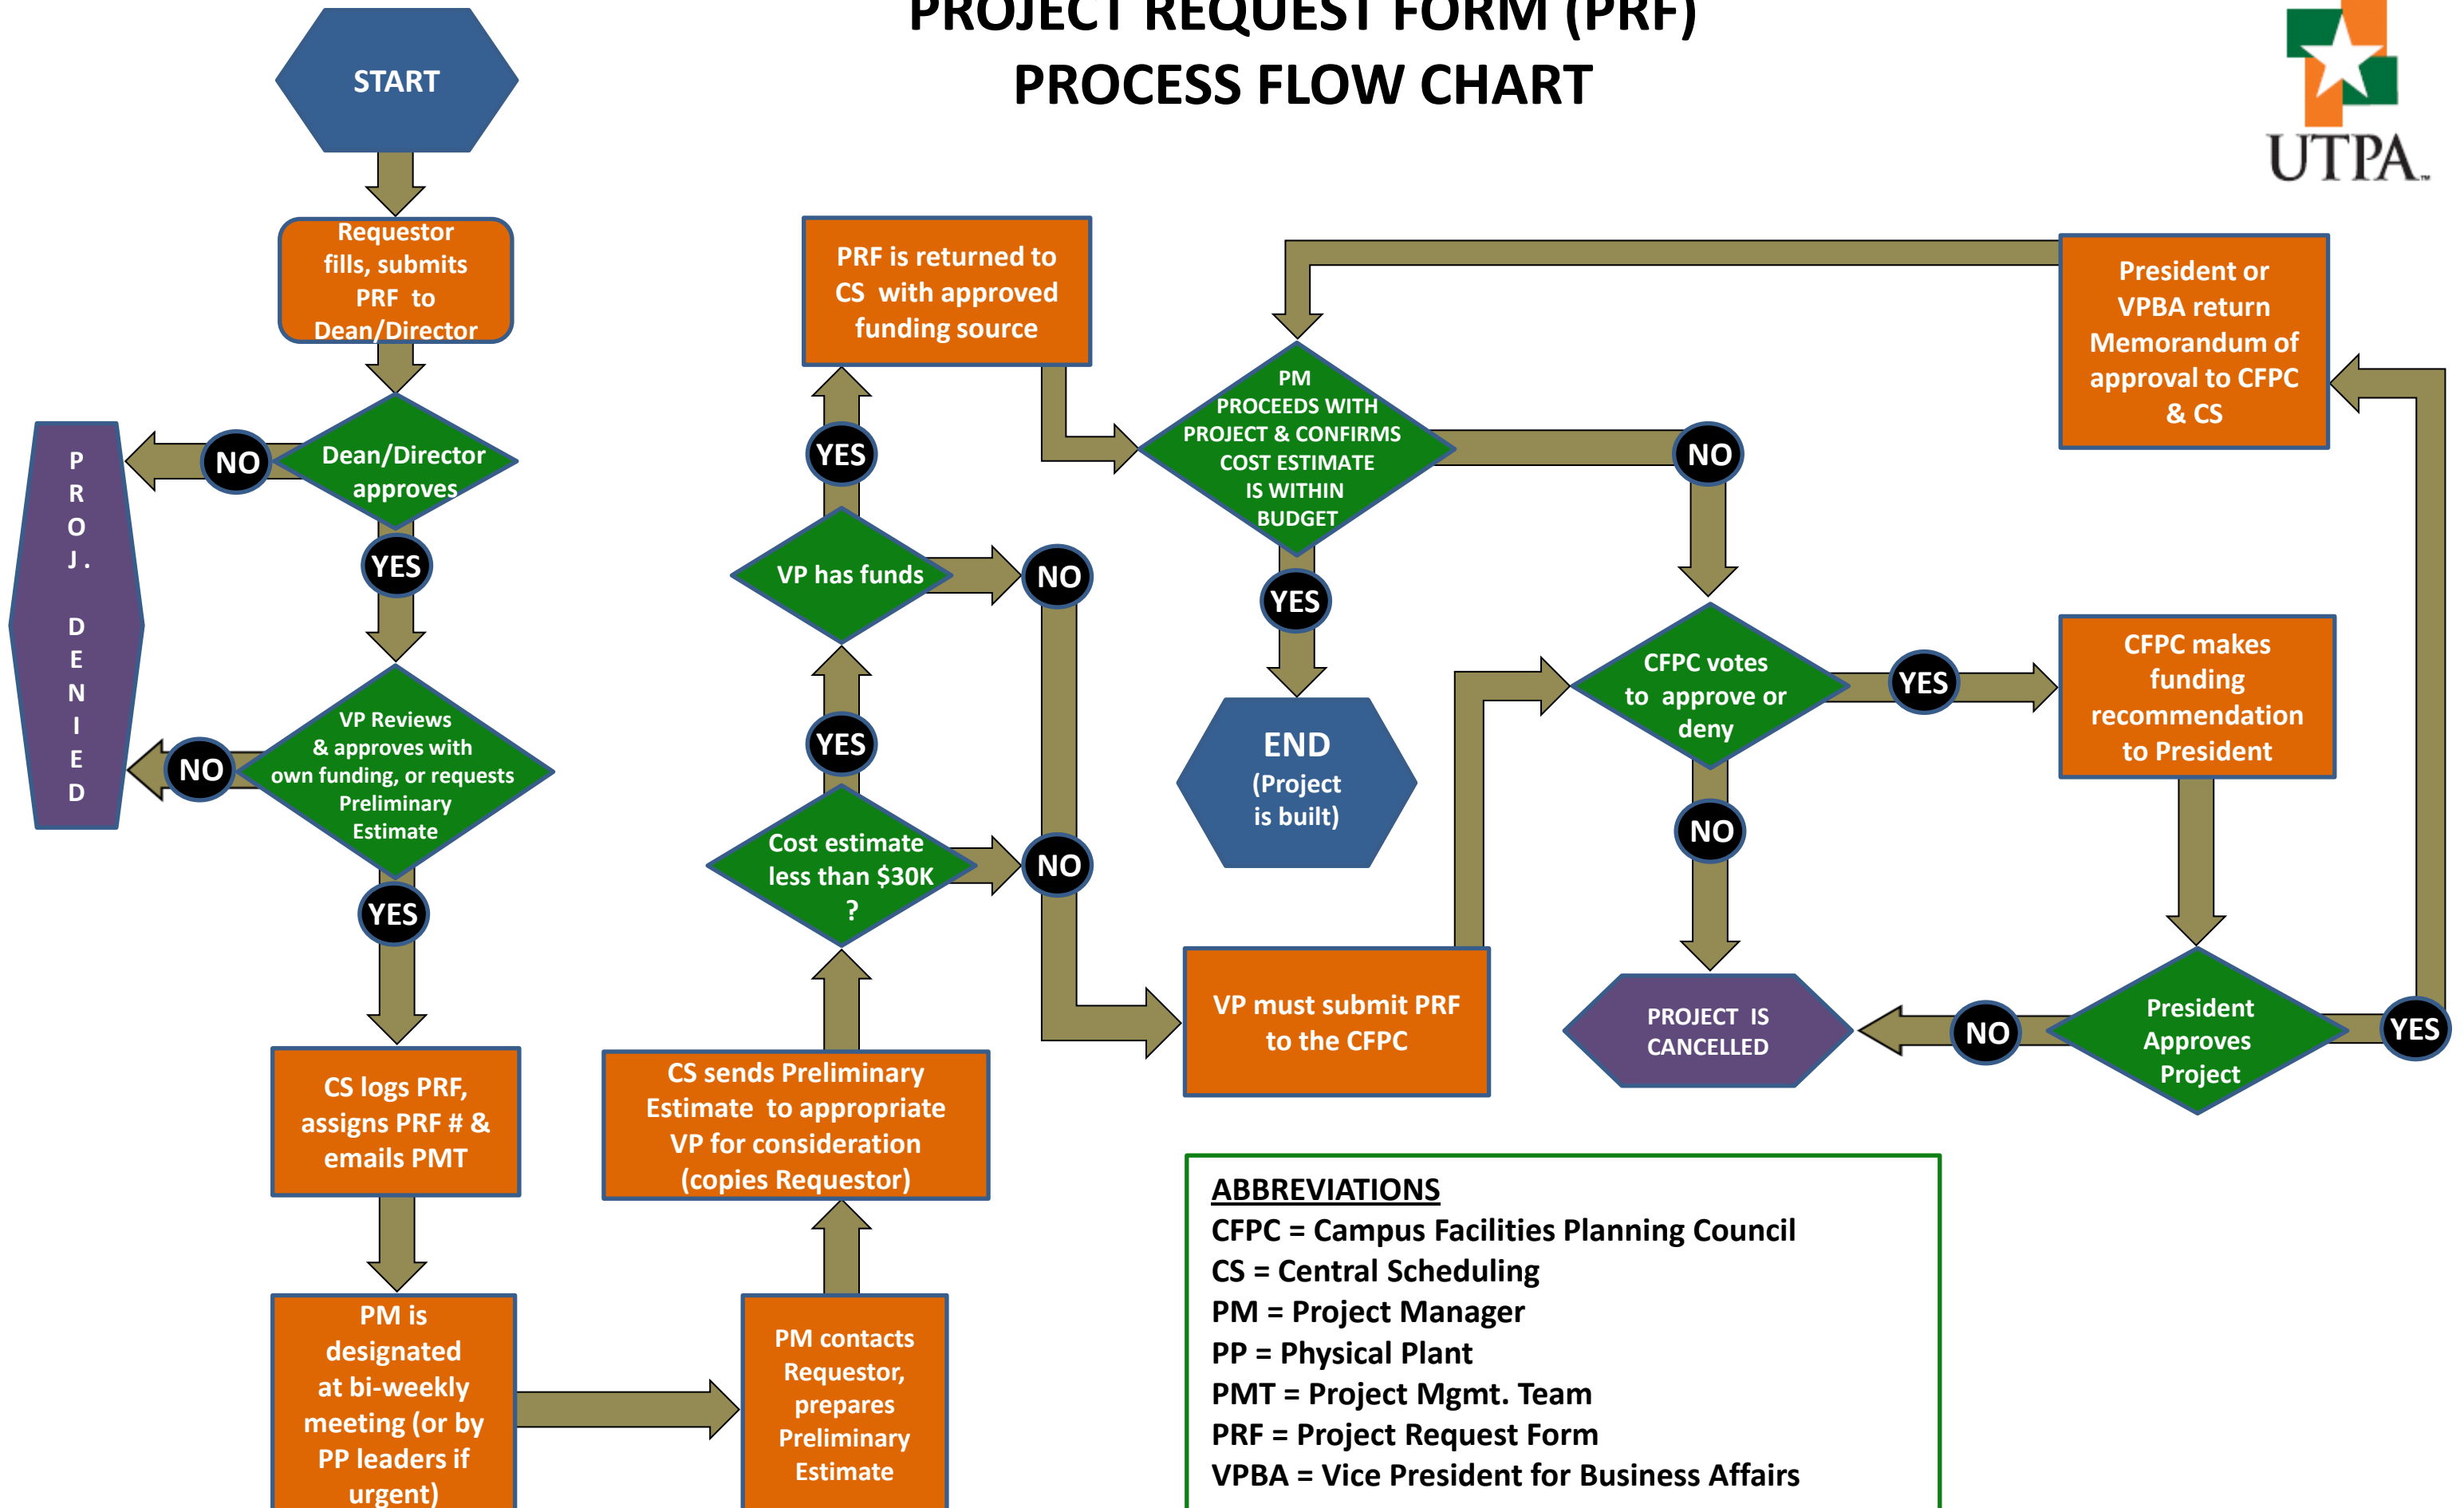 PROJECT REQUEST FORM (PRF)
PROCESS FLOW CHART
UTPA™
START
Requestor
fills, submits
PRF to
Dean/Director
Dean/Director
approves
NO
YES
P
R
O
J.
D
E
N
I
E
D
VP Reviews
& approves with
own funding, or requests
Preliminary
Estimate
NO
YES
CS logs PRF,
assigns PRF # &
emails PMT
PM is
designated
at bi-weekly
meeting (or by
PP leaders if
urgent)
PM contacts
Requestor,
prepares
Preliminary
Estimate
CS sends Preliminary
Estimate to appropriate
VP for consideration
(copies Requestor)
Cost estimate
less than $30K
?
NO
YES
VP has funds
NO
YES
PRF is returned to
CS with approved
funding source
PM
PROCEEDS WITH
PROJECT & CONFIRMS
COST ESTIMATE
IS WITHIN
BUDGET
NO
YES
END
(Project
is built)
VP must submit PRF
to the CFPC
CFPC votes
to approve or
deny
YES
NO
CFPC makes
funding
recommendation
to President
President
Approves
Project
NO
YES
PROJECT IS
CANCELLED
President or
VPBA return
Memorandum of
approval to CFPC
& CS
ABBREVIATIONS
CFPC = Campus Facilities Planning Council
CS = Central Scheduling
PM = Project Manager
PP = Physical Plant
PMT = Project Mgmt. Team
PRF = Project Request Form
VPBA = Vice President for Business Affairs